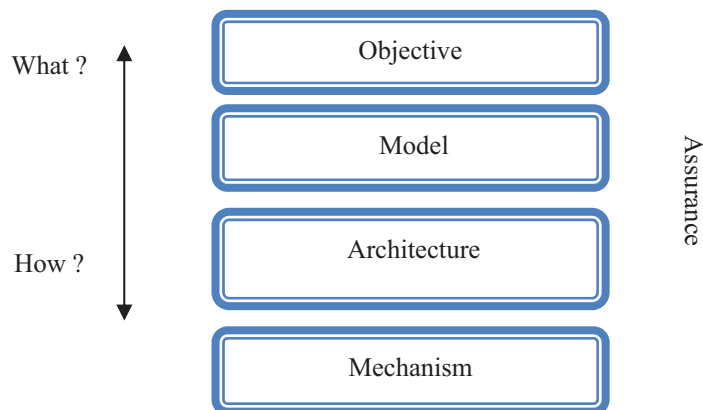 Objective
What ?
Model
Assurance
Architecture
How ?
Mechanism